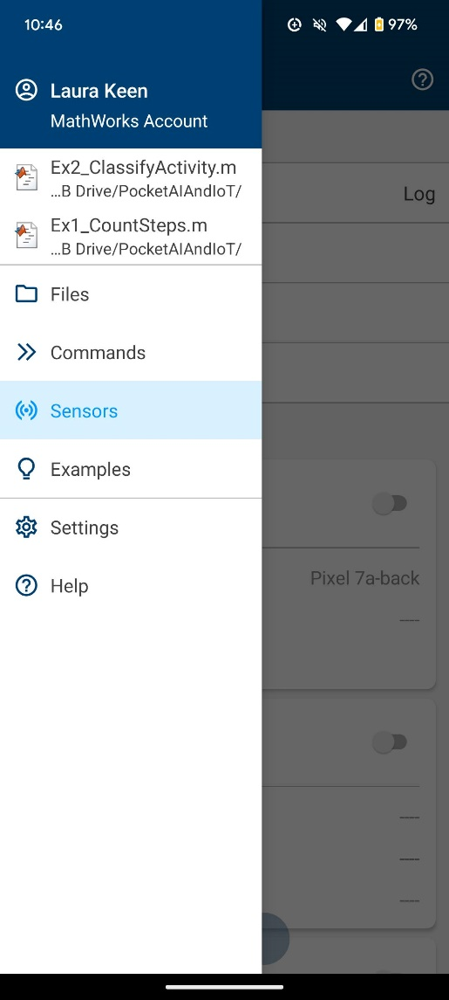 10:46
97%
Laura Keen
MathWorks Account
Ex2_ClassifyActivity.m
...B Drive/PocketAIAndIoT/
Log
Ex1_CountSteps.m
...B Drive/PocketAIAndIoT/
Files
Commands
Sensors
Examples
Settings
Help
Pixel 7a-back
----
----
----
----